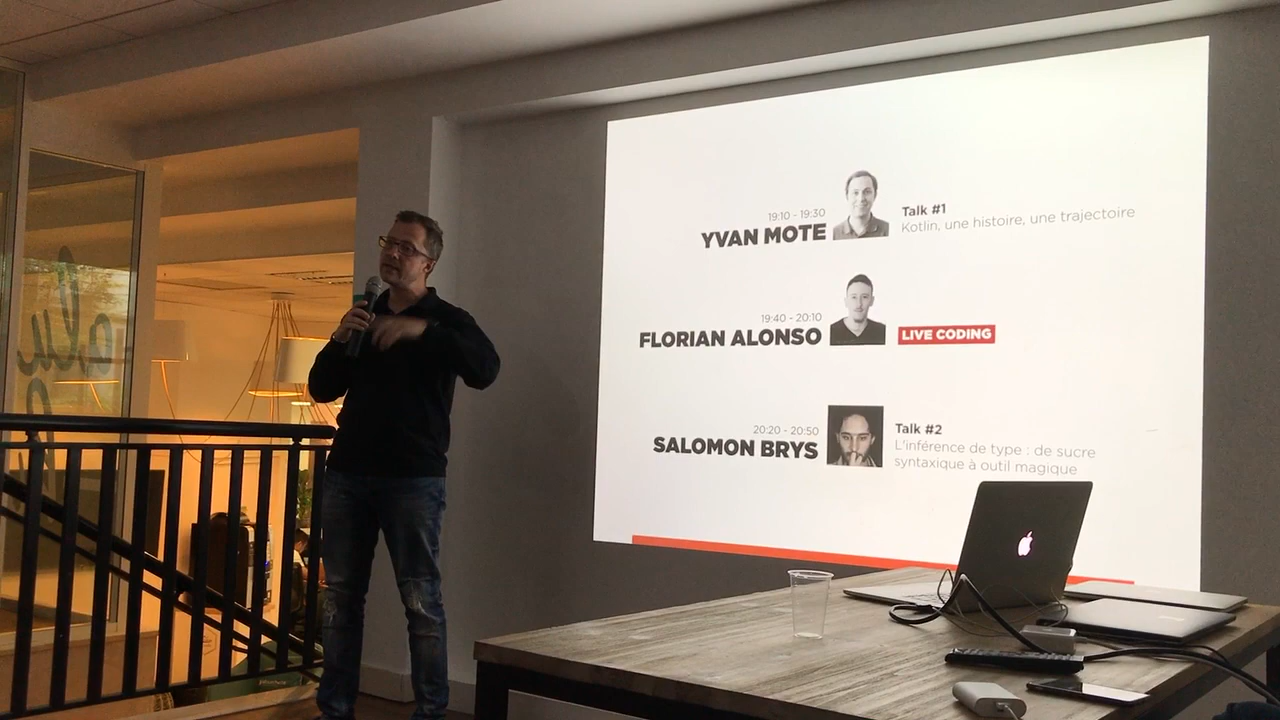 19:10 - 19:30
YVAN MOTE
Talk #1
Kotlin, une histoire, une trajectoire
19:40 - 20:10
FLORIAN ALONSO
LIVE CODING
20:20 - 20:50
SALOMON BRYS
Talk #2
L'inférence de type : de sucre
syntaxique à outil magique